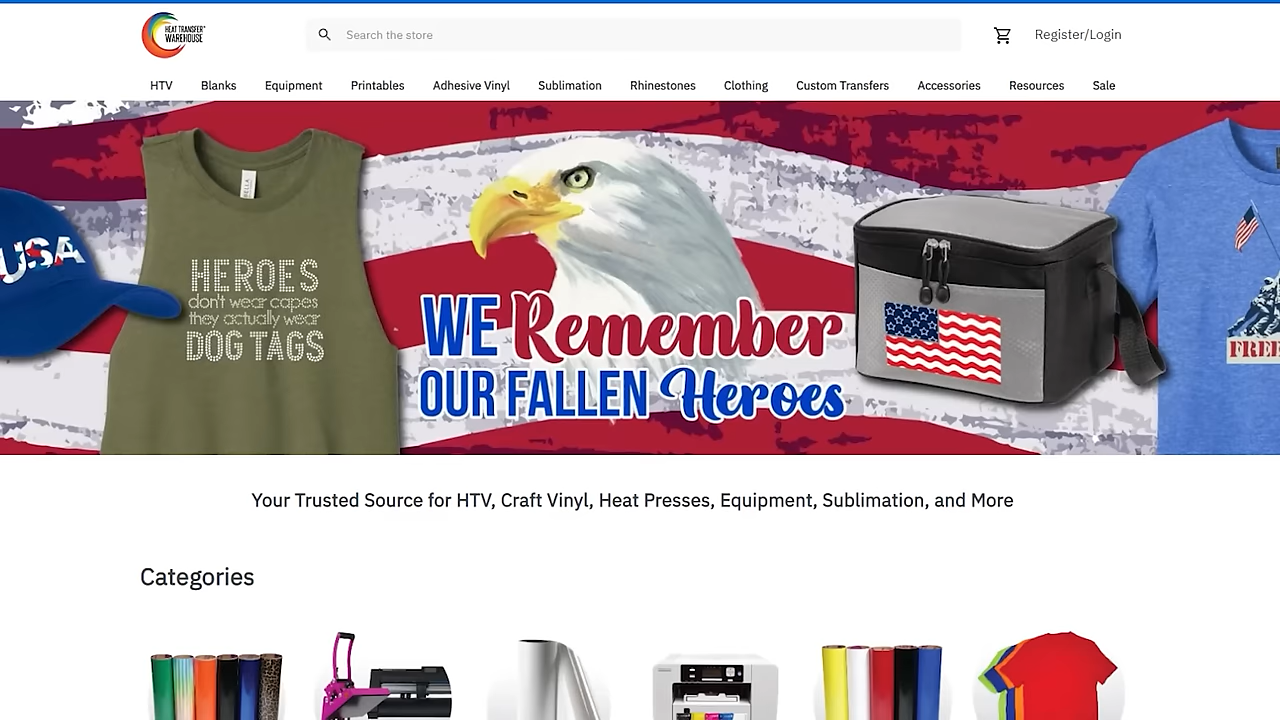 HEAT TRANSFER
WAREHOUSE
Search the store
Register/Login
HTV
Blanks
Equipment
Printables
Adhesive Vinyl
Sublimation
Rhinestones
Clothing
Custom Transfers
Accessories
Resources
Sale
USA
HEROES
don't wear capes
they actually wear
DOG TAGS
WE Remember
OUR FALLEN Heroes
Your Trusted Source for HTV, Craft Vinyl, Heat Presses, Equipment, Sublimation, and More
Categories